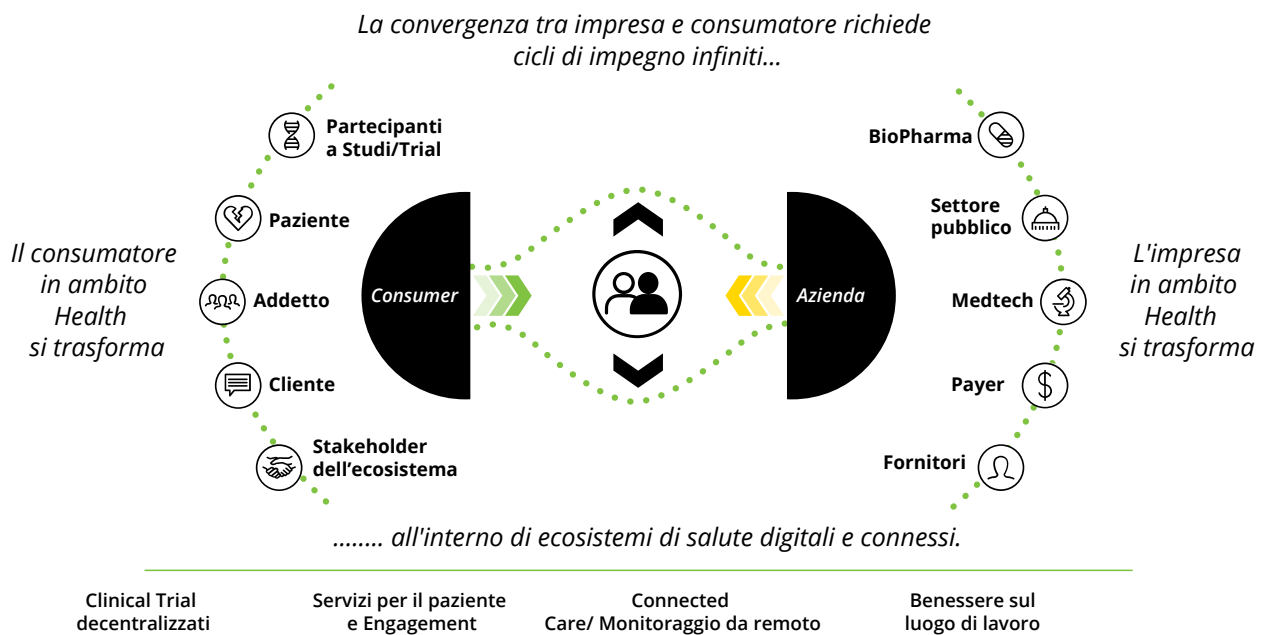 La convergenza tra impresa e consumatore richiede
cicli di impegno infiniti...
Il consumatore
in ambito
Health
si trasforma
Partecipanti
a Studi/Trial
Paziente
Addetto
Cliente
Stakeholder
dell’ecosistema
Consumer
Azienda
BioPharma
Settore
pubblico
Medtech
Payer
Fornitori
L'impresa
in ambito
Health
si trasforma
........ all'interno di ecosistemi di salute digitali e connessi.
Clinical Trial
decentralizzati
Servizi per il paziente
e Engagement
Connected
Care/ Monitoraggio da remoto
Benessere sul
luogo di lavoro